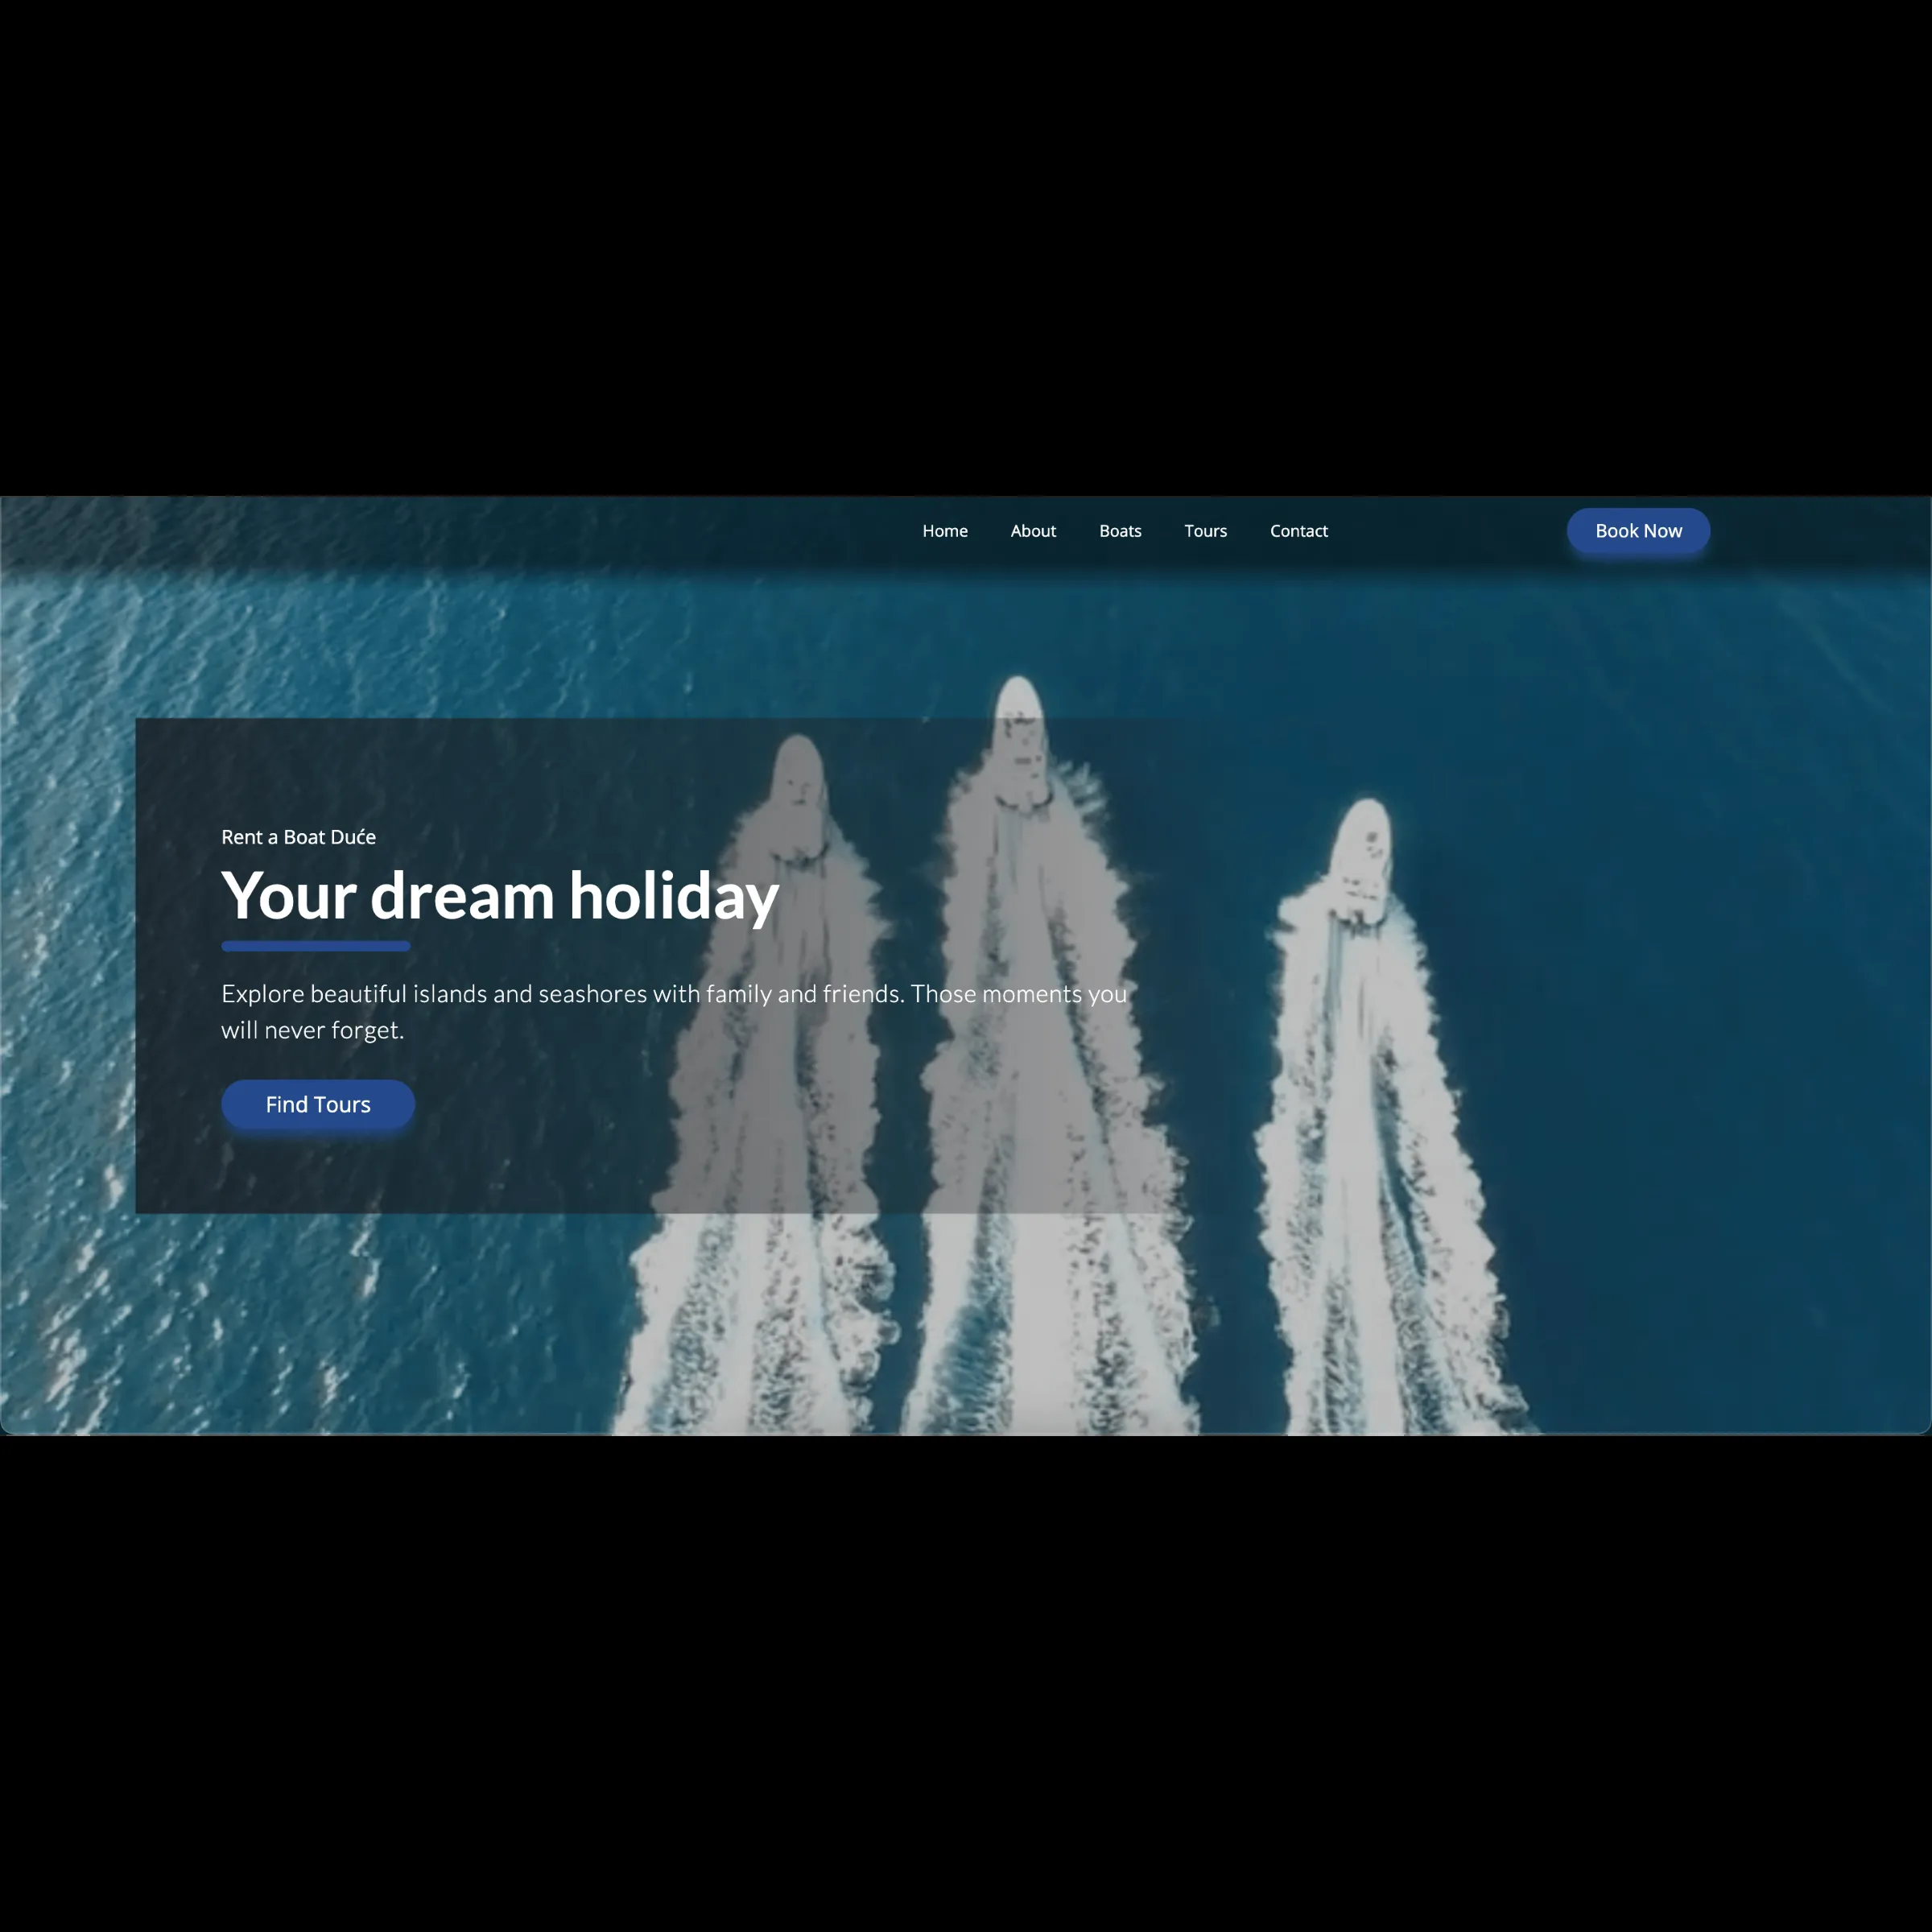 Home About Boats Tours Contact Book Now
Rent a Boat Duće
Your dream holiday
Explore beautiful islands and seashores with family and friends. Those moments you
will never forget.
Find Tours